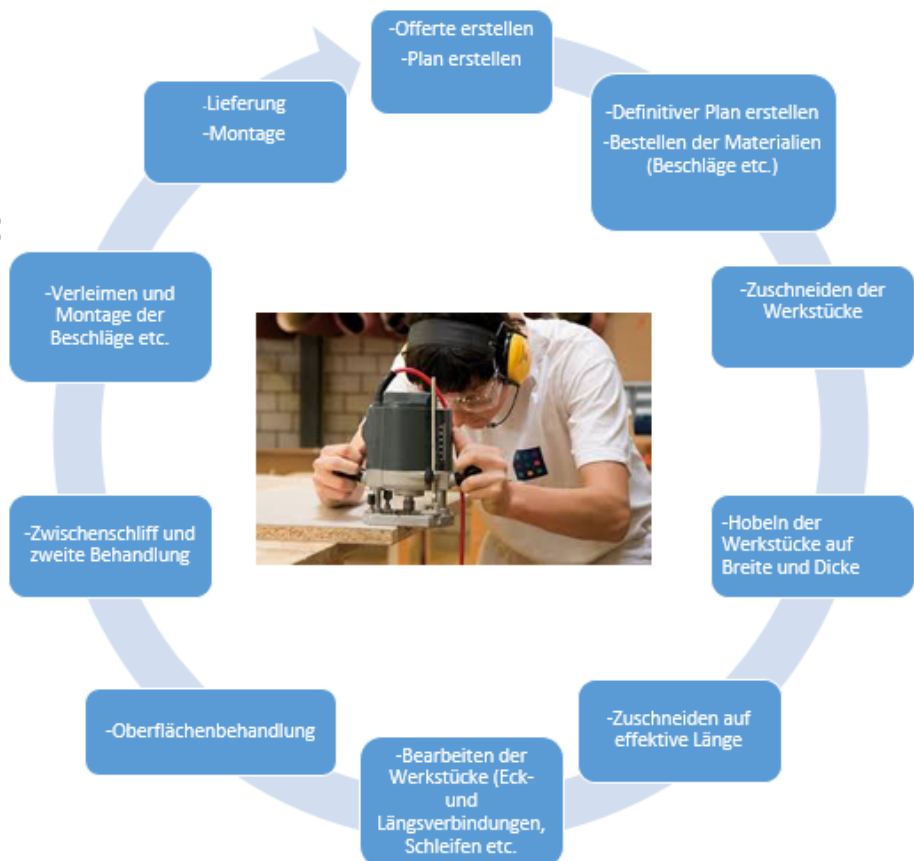 -Offerte erstellen
-Plan erstellen
-Definitiver Plan erstellen
-Bestellen der Materialien
(Beschläge etc.)
-Zuschneiden der
Werkstücke
-Hobeln der
Werkstücke auf
Breite und Dicke
-Zuschneiden auf
effektive Länge
-Bearbeiten der
Werkstücke (Eck-
und
Längsverbindungen,
Schleifen etc.
-Oberflächenbehandlung
-Zwischenschliff und
zweite Behandlung
-Verleimen und
Montage der
Beschläge etc.
-Lieferung
-Montage